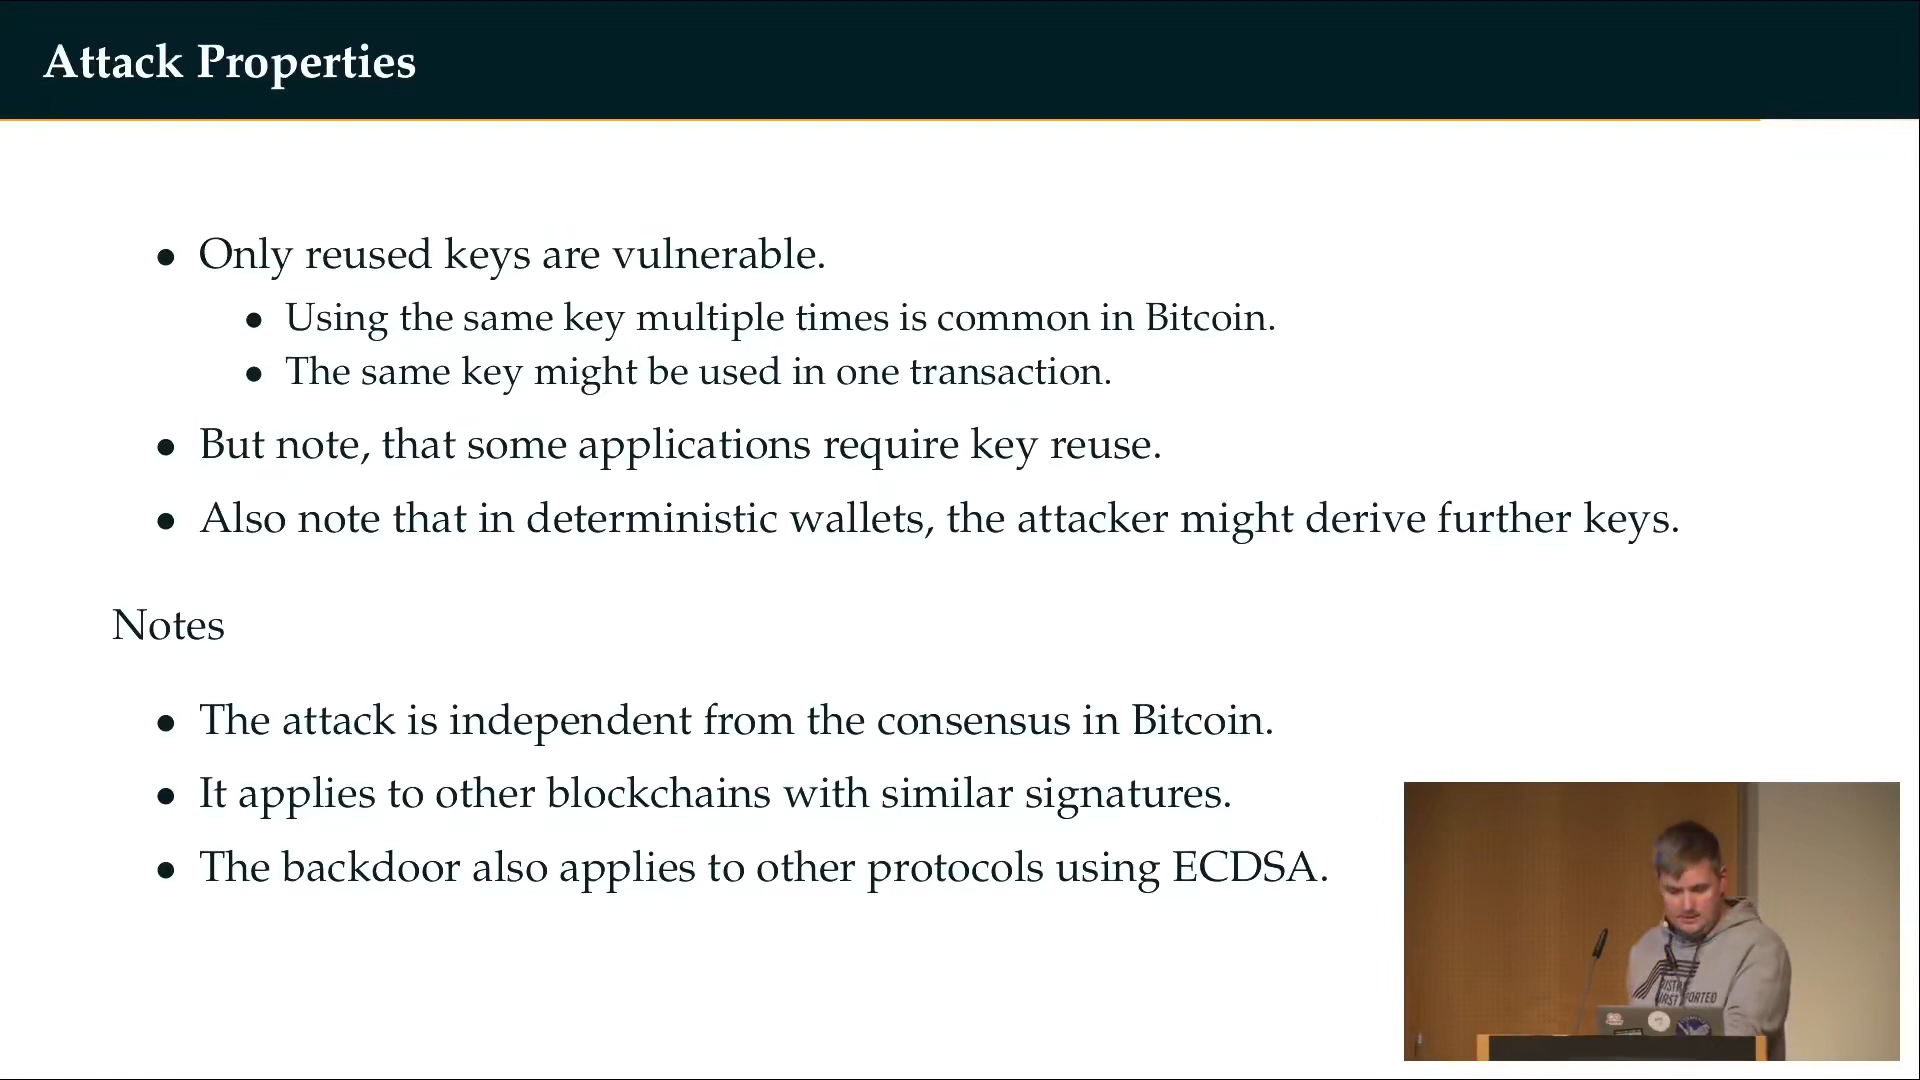 Attack Properties
Only reused keys are vulnerable.
Using the same key multiple times is common in Bitcoin.
The same key might be used in one transaction.
But note, that some applications require key reuse.
Also note that in deterministic wallets, the attacker might derive further keys.
Notes
The attack is independent from the consensus in Bitcoin.
It applies to other blockchains with similar signatures.
The backdoor also applies to other protocols using ECDSA.